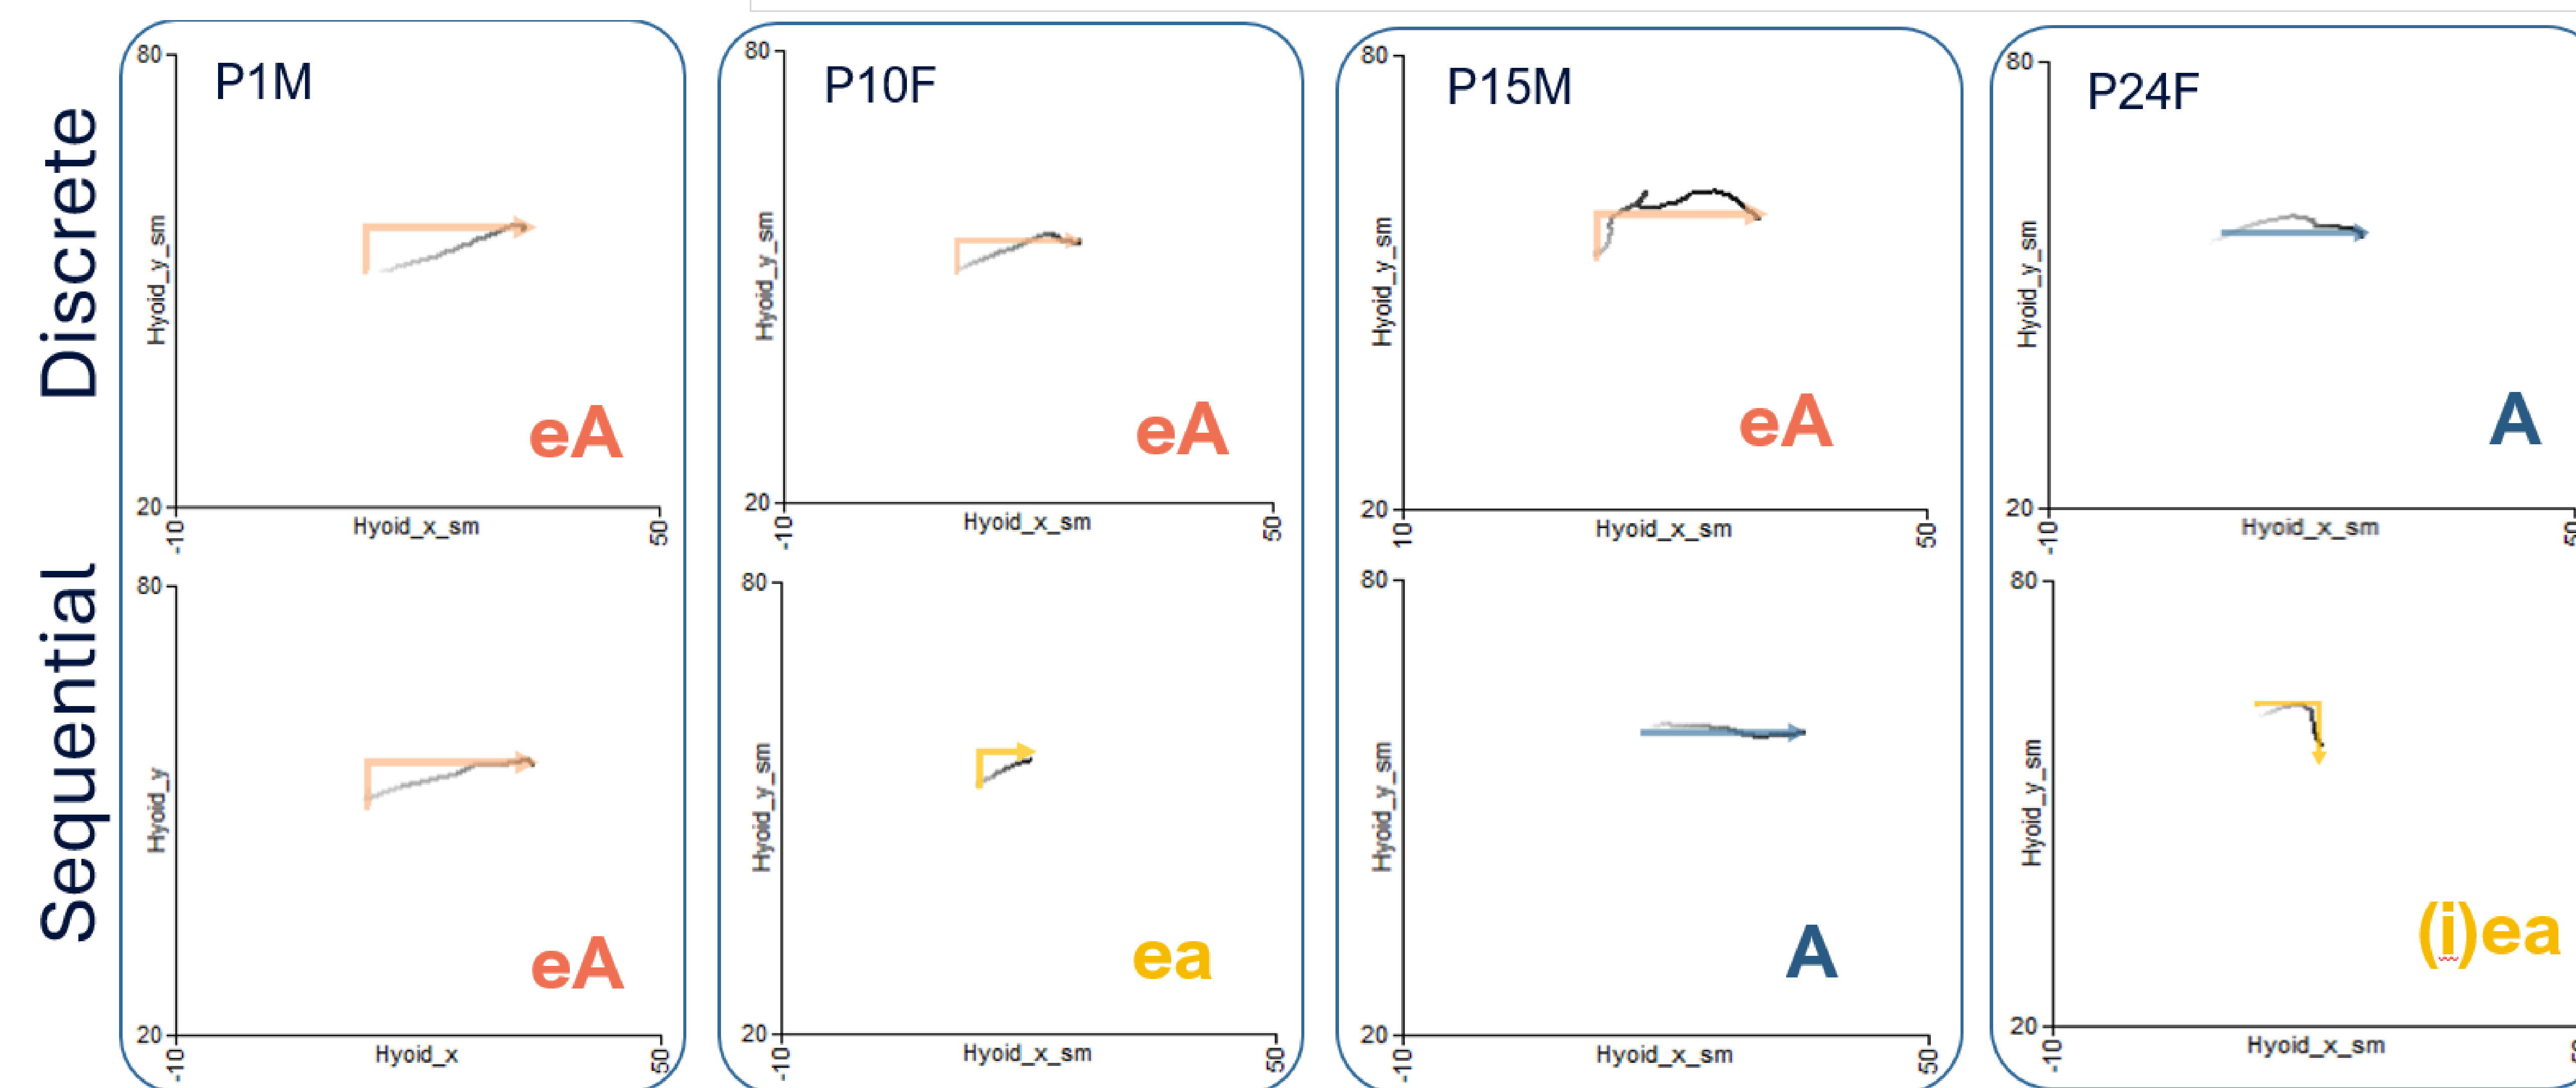 Discrete
P1M
80
Hyoid_y_sm
eA
20
-10
Hyoid_x_sm
50
P10F
80
Hyoid_y_sm
eA
20
-10
Hyoid_x_sm
50
P15M
80
Hyoid_y_sm
eA
20
10
Hyoid_x_sm
50
P24F
80
Hyoid_y_sm
A
20
-10
Hyoid_x_sm
Sequential
80
Hyoid_y
eA
20
-10
Hyoid_x
50
80
Hyoid_y_sm
ea
20
-10
Hyoid_x_sm
50
80
Hyoid_y_sm
A
20
-10
Hyoid_x_sm
50
80
Hyoid_y_sm
(i)ea
20
-10
Hyoid_x_sm